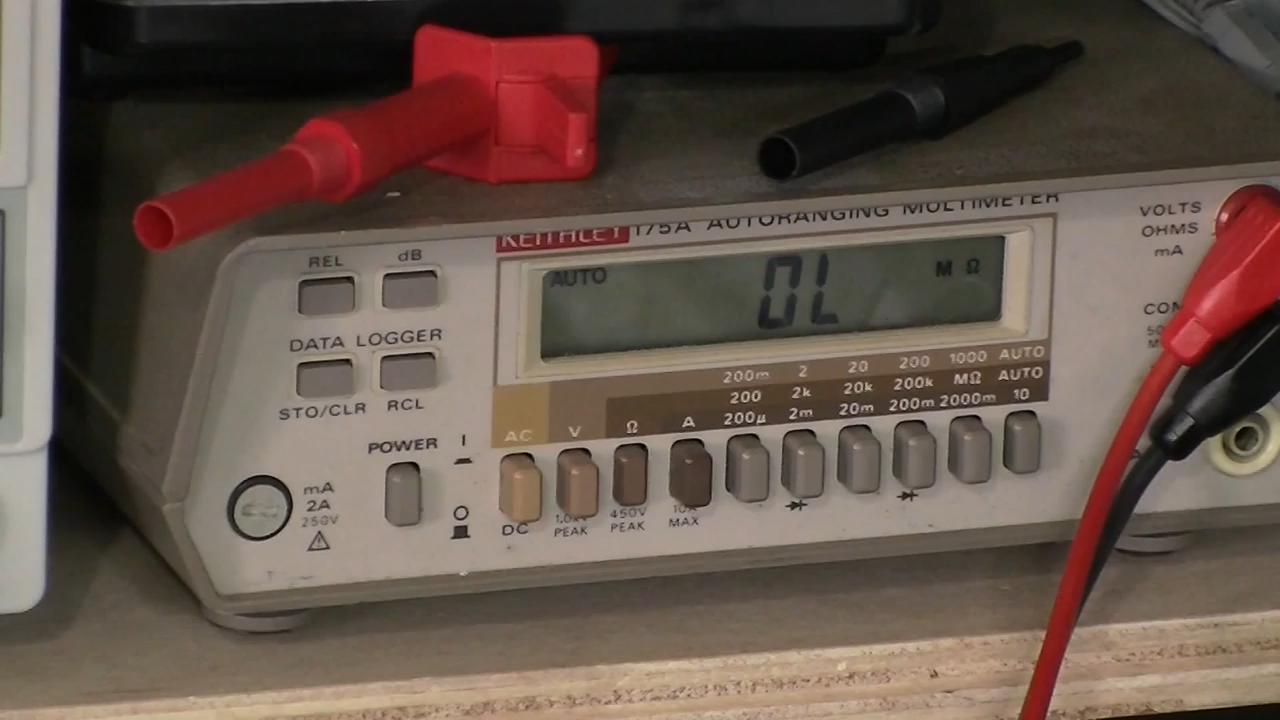 KEITHLEY 175A AUTORANGING MULTIMETER
REL dB
DATA LOGGER
STO/CLR RCL
POWER I
O
mA
2A
250V
AUTO OL M Ω
200m 2 20 200 1000 AUTO
200 2k 20k 200k MΩ AUTO
200µ 2m 20m 200m 2000m 10
AC V Ω A
DC
PEAK
450V
PEAK
10A
MAX
VOLTS
OHMS
mA